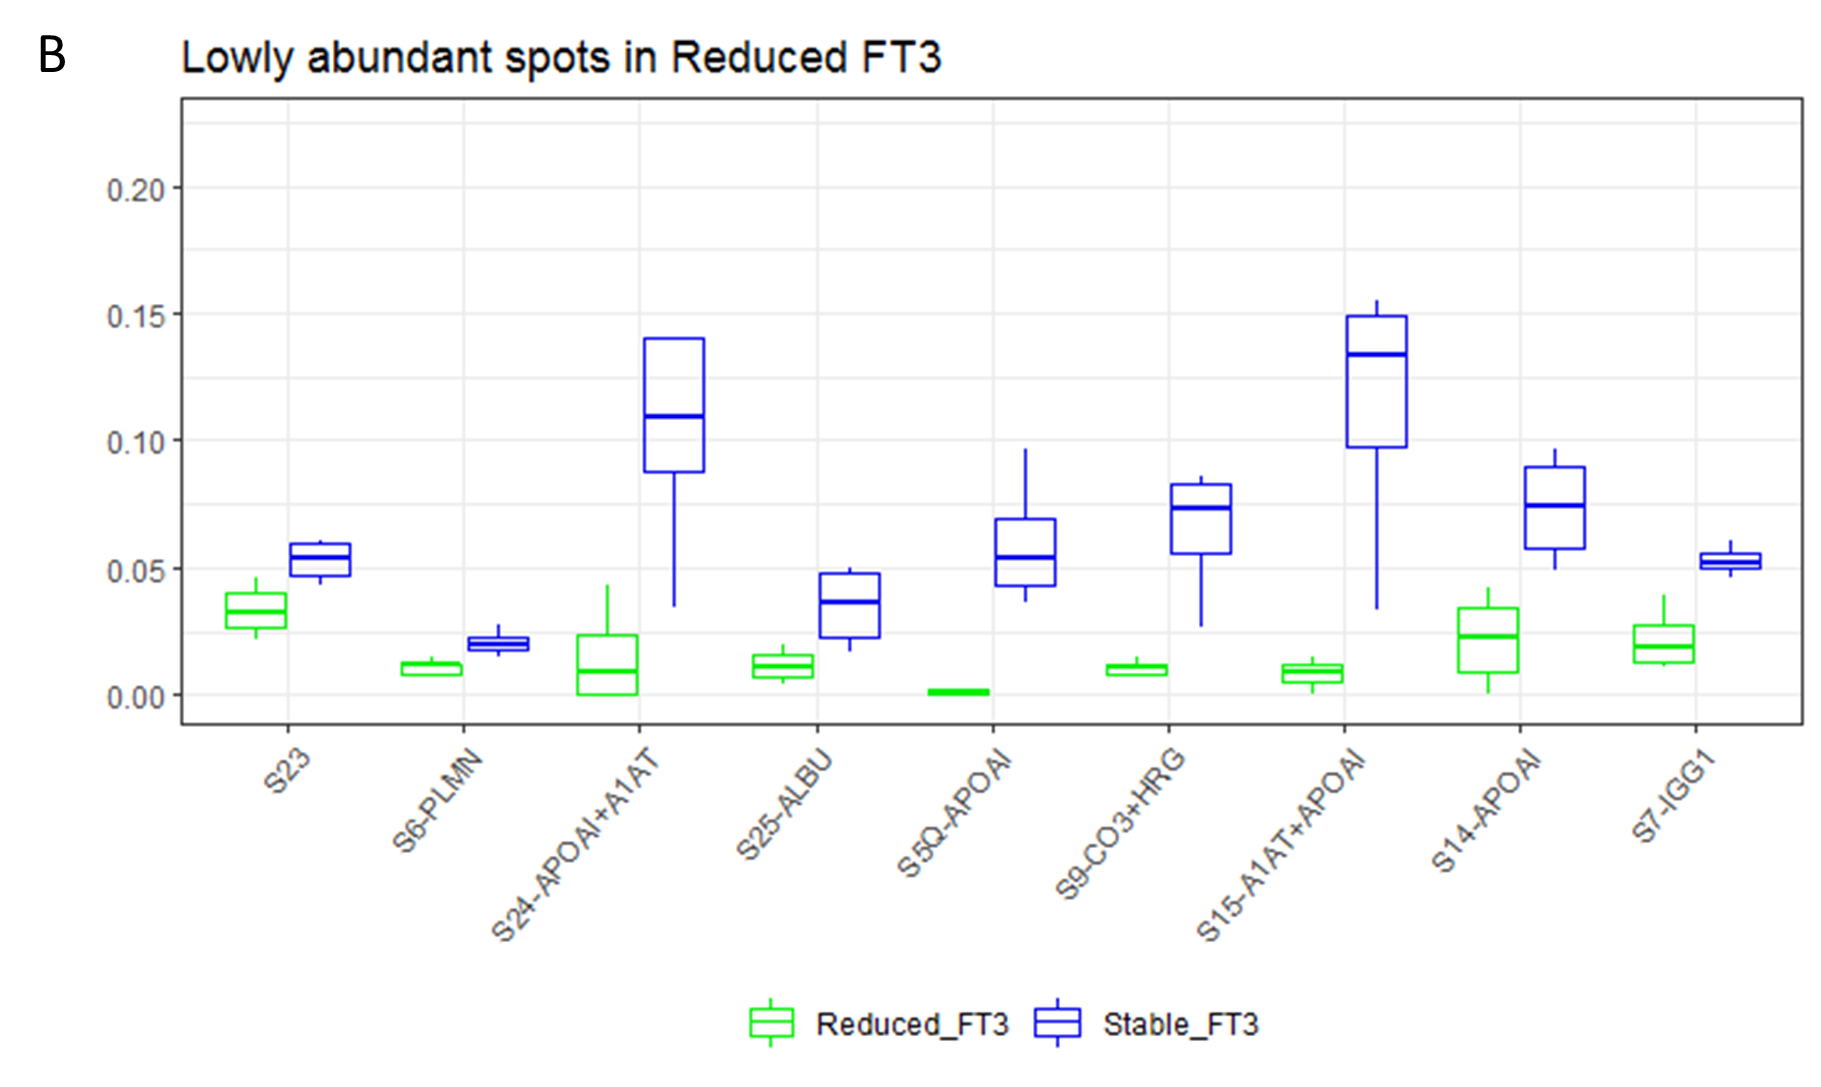 B
Lowly abundant spots in Reduced FT3
0.20
0.15
0.10
0.05
0.00
S23
S6-PLMN
S24-APOAI+A1AT
S25-ALBU
S5Q-APOAI
S9-CO3+HRG
S15-A1AT+APOAI
S14-APOAI
S7-IGG1
Reduced_FT3 Stable_FT3